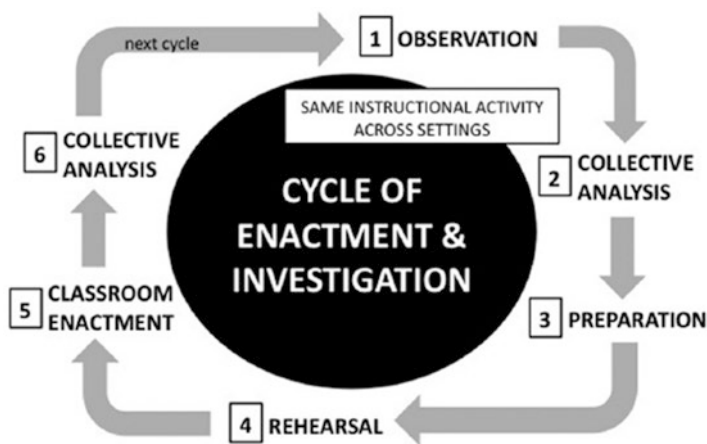 next cycle
1 OBSERVATION
SAME INSTRUCTIONAL ACTIVITY
ACROSS SETTINGS
2 COLLECTIVE
ANALYSIS
3 PREPARATION
4 REHEARSAL
5 CLASSROOM
ENACTMENT
6 COLLECTIVE
ANALYSIS
CYCLE OF
ENACTMENT &
INVESTIGATION